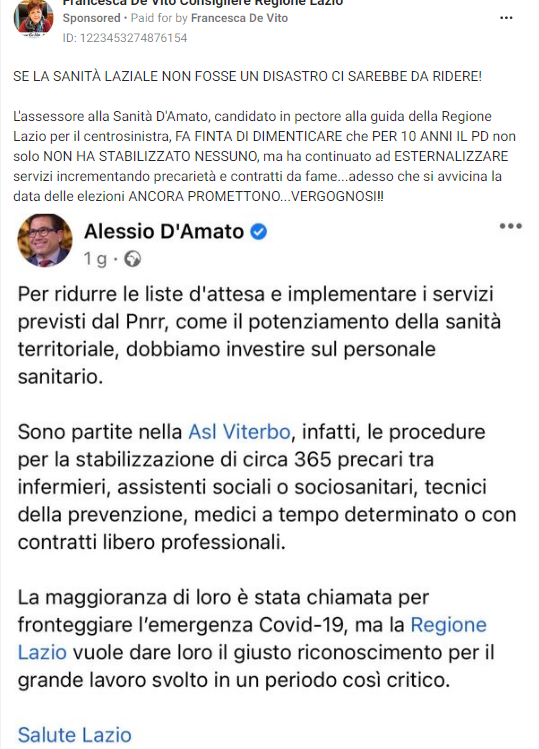 Francesca De Vito Consigliere Regione Lazio
Sponsored • Paid for by Francesca De Vito
ID: 1223453274876154
SE LA SANITÀ LAZIALE NON FOSSE UN DISASTRO CI SAREBBE DA RIDERE!
L'assessore alla Sanità D'Amato, candidato in pectore alla guida della Regione
Lazio per il centrosinistra, FA FINTA DI DIMENTICARE che PER 10 ANNI IL PD non
solo NON HA STABILIZZATO NESSUNO, ma ha continuato ad ESTERNALIZZARE
servizi incrementando precarietà e contratti da fame...adesso che si avvicina la
data delle elezioni ANCORA PROMETTONO...VERGOGNOSI!!
Alessio D'Amato
1 g ·
Per ridurre le liste d'attesa e implementare i servizi
previsti dal Pnrr, come il potenziamento della sanità
territoriale, dobbiamo investire sul personale
sanitario.
Sono partite nella Asl Viterbo, infatti, le procedure
per la stabilizzazione di circa 365 precari tra
infermieri, assistenti sociali o sociosanitari, tecnici
della prevenzione, medici a tempo determinato o con
contratti libero professionali.
La maggioranza di loro è stata chiamata per
fronteggiare l'emergenza Covid-19, ma la Regione
Lazio vuole dare loro il giusto riconoscimento per il
grande lavoro svolto in un periodo così critico.
Salute Lazio